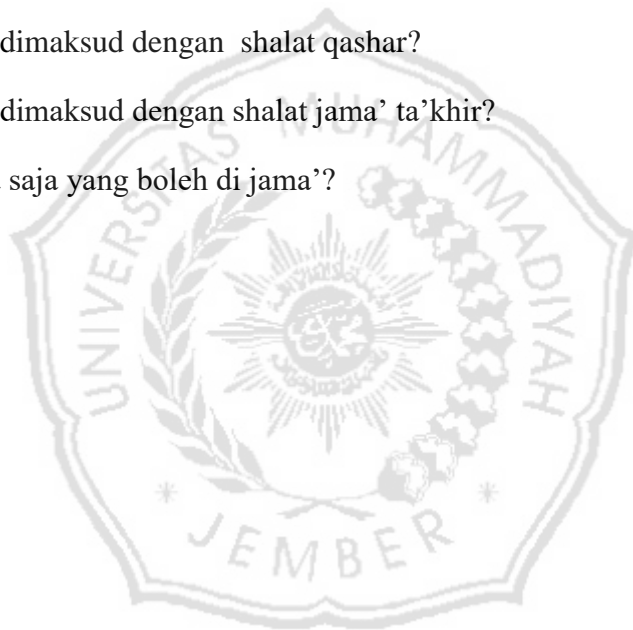 dimaksud dengan shalat qashar?
dimaksud dengan shalat jama’ ta’khir?
saja yang boleh di jama’?
UNIVERSITAS MUHAMMADIYAH
JEMBER